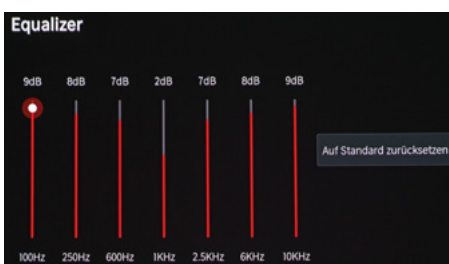 Equalizer
9dB 8dB 7dB 2dB 7dB 8dB 9dB
Auf Standard zurücksetzen
100Hz 250Hz 600Hz 1KHz 2.5KHz 6KHz 10KHz